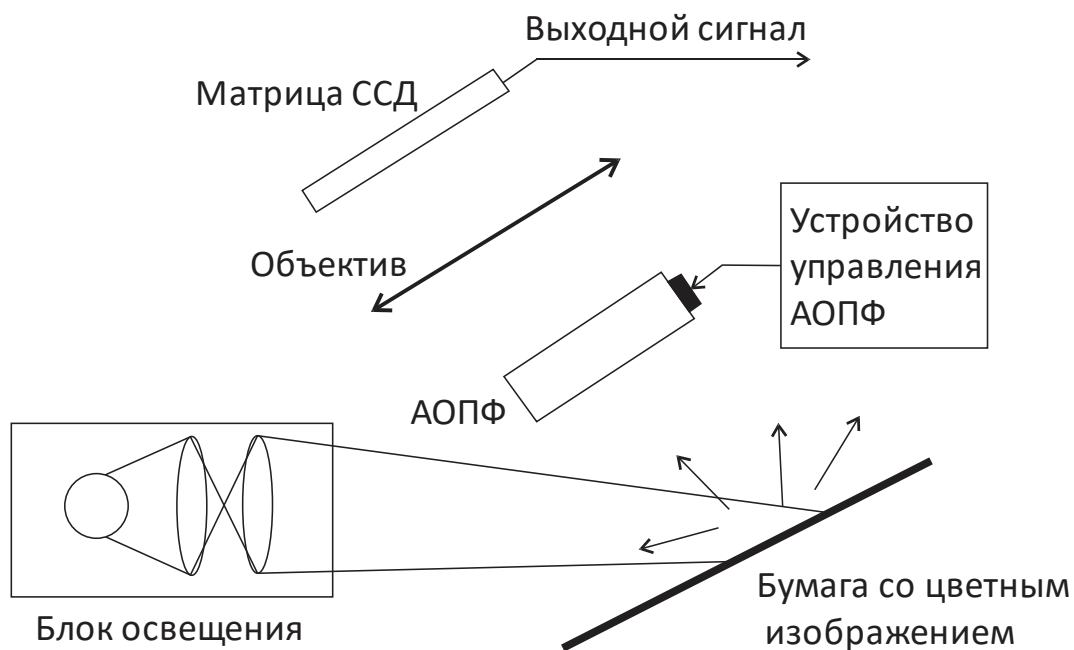 Выходной сигнал
Матрица ССД
Объектив
Устройство
управления
АОПФ
АОПФ
Блок освещения
Бумага со цветным
изображением